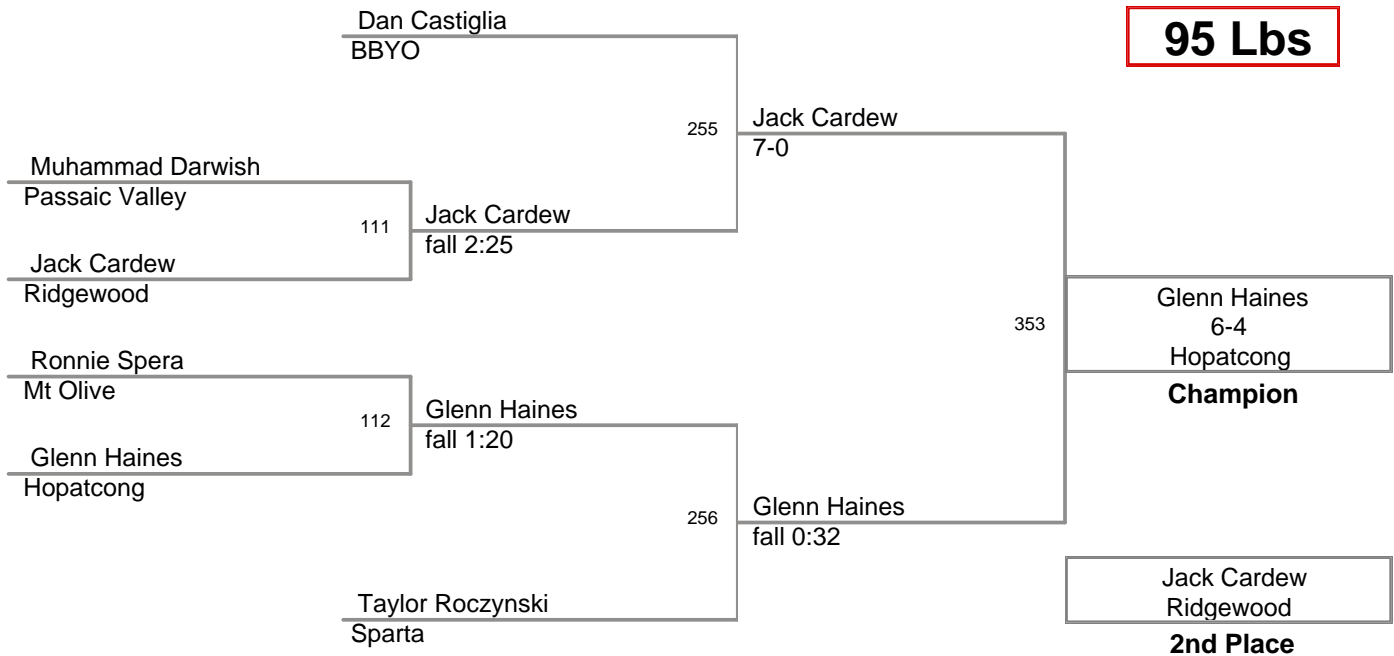 Dan Castiglia
BBYO
95 Lbs
255
Jack Cardew
7-0
Muhammad Darwish
Passaic Valley
111
Jack Cardew
fall 2:25
Jack Cardew
Ridgewood
353
Glenn Haines
6-4
Hopatcong
Champion
Ronnie Spera
Mt Olive
112
Glenn Haines
fall 1:20
Glenn Haines
Hopatcong
256
Glenn Haines
fall 0:32
Taylor Roczynski
Sparta
Jack Cardew
Ridgewood
2nd Place